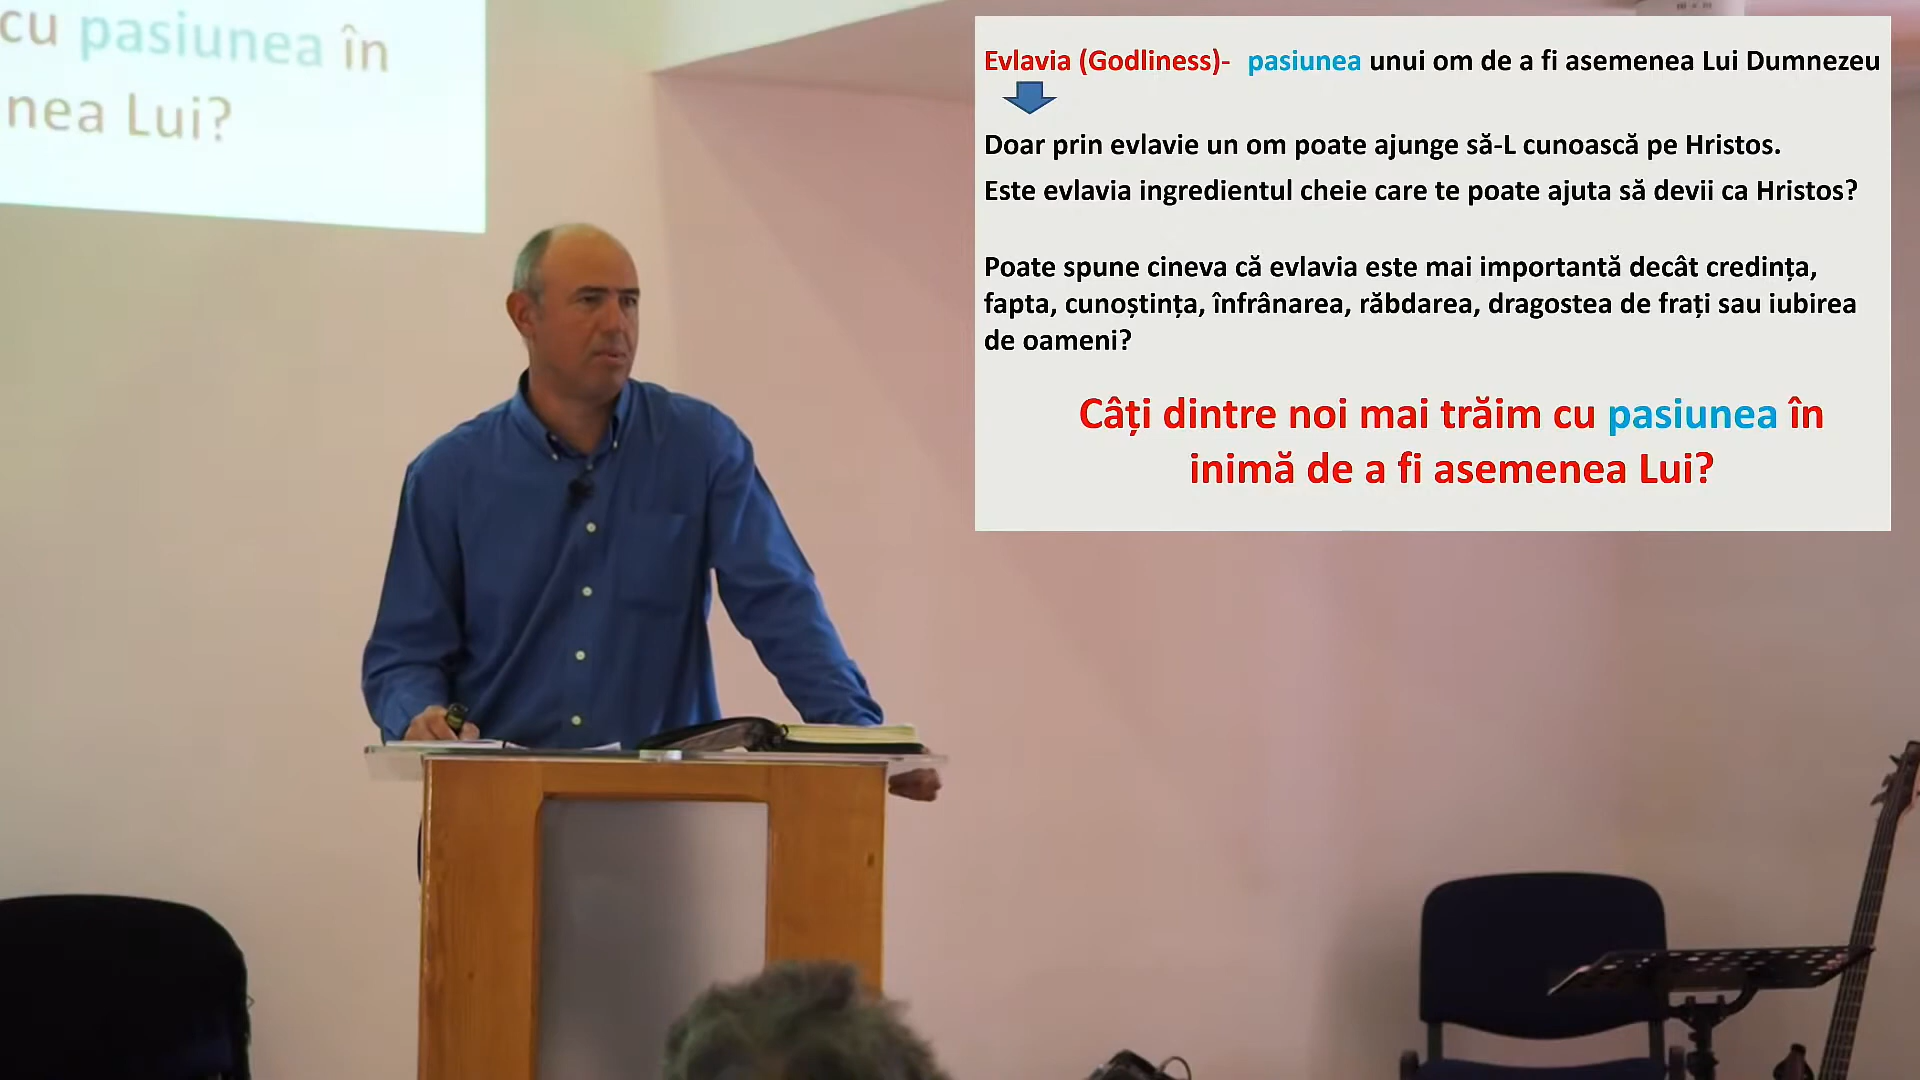 cu pasiunea în
nea Lui?
Evlavia (Godliness)- pasiunea unui om de a fi asemenea Lui Dumnezeu
Doar prin evlavie un om poate ajunge să-L cunoască pe Hristos.
Este evlavia ingredientul cheie care te poate ajuta să devii ca Hristos?
Poate spune cineva că evlavia este mai importantă decât credința,
fapta, cunoștința, înfrânarea, răbdarea, dragostea de frați sau iubirea
de oameni?
Câți dintre noi mai trăim cu pasiunea în
inimă de a fi asemenea Lui?